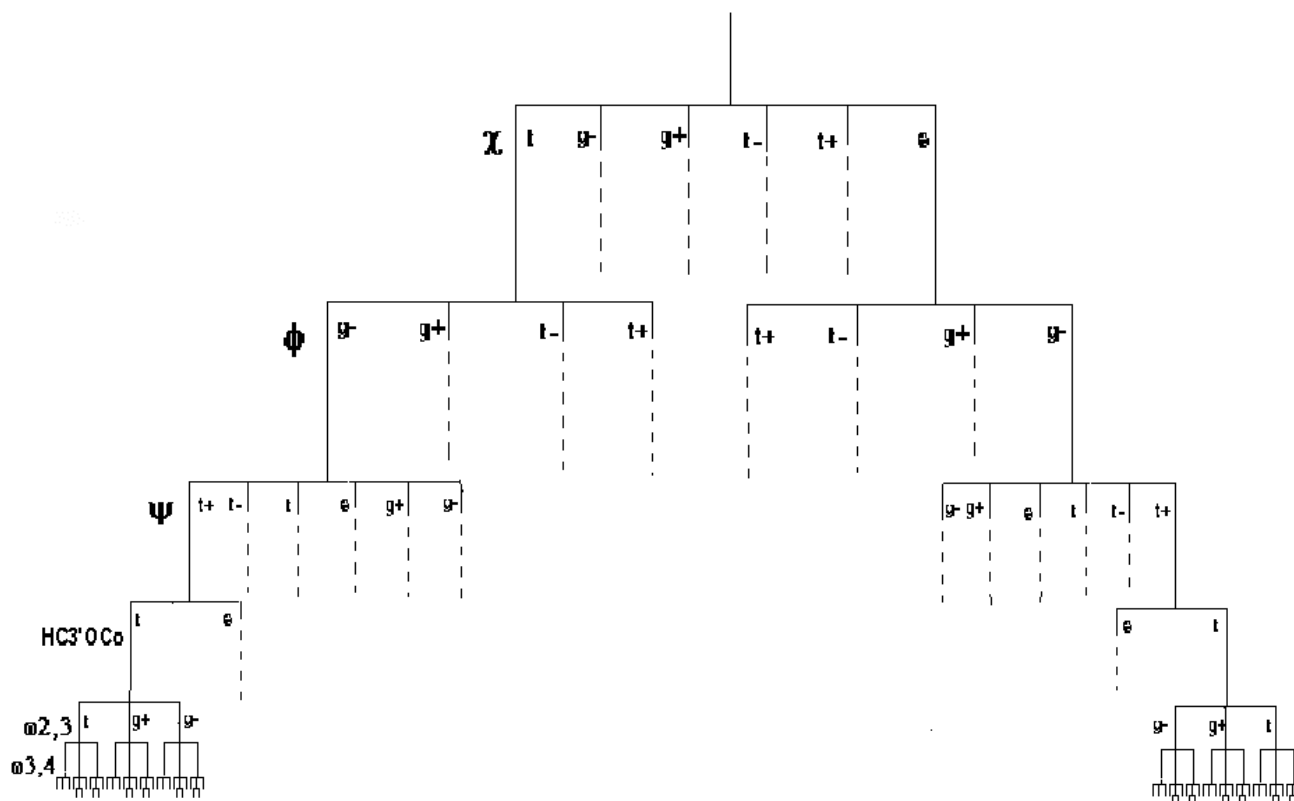 χ t g- g+ t- t+ e
ϕ g- g+ t- t+ t+ t- g+ g-
Ψ t+ t- t e g+ g- g- g+ e t t- t+
HC3'OCo t e e t
ω2,3 t g+ g- g- g+ t
ω3,4